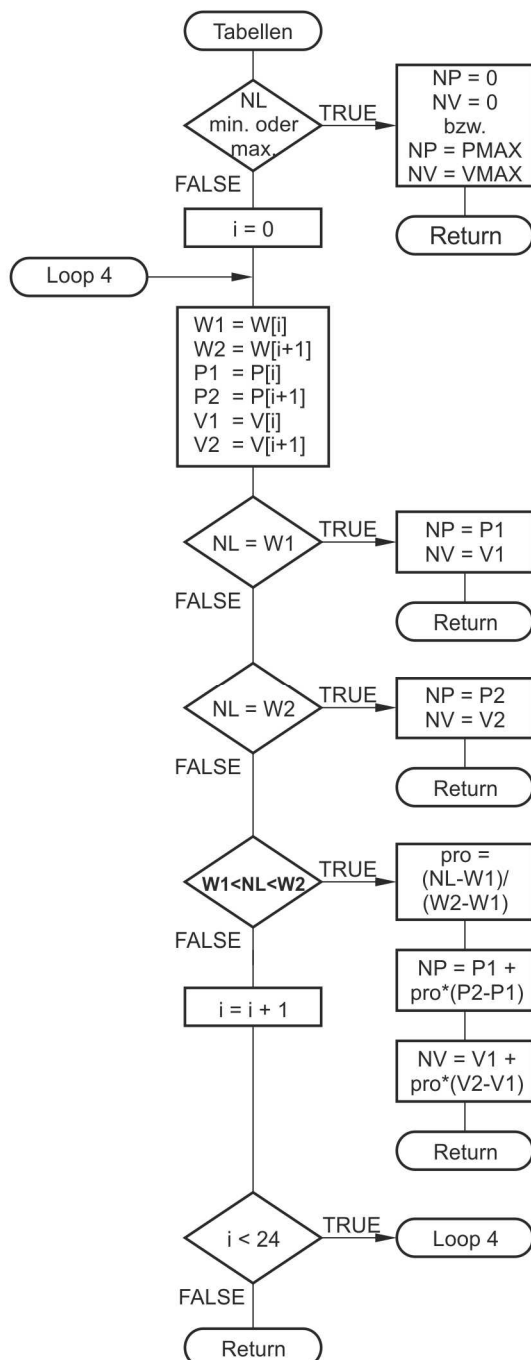 Tabellen
NL
min. oder
max.
TRUE
NP = 0
NV = 0
bzw.
NP = PMAX
NV = VMAX
Return
FALSE
i = 0
Loop 4
W1 = W[i]
W2 = W[i+1]
P1 = P[i]
P2 = P[i+1]
V1 = V[i]
V2 = V[i+1]
NL = W1
TRUE
NP = P1
NV = V1
Return
FALSE
NL = W2
TRUE
NP = P2
NV = V2
Return
FALSE
W1<NL<W2
TRUE
pro =
(NL-W1)/
(W2-W1)
NP = P1 +
pro*(P2-P1)
NV = V1 +
pro*(V2-V1)
Return
FALSE
i = i + 1
i < 24
TRUE
Loop 4
FALSE
Return